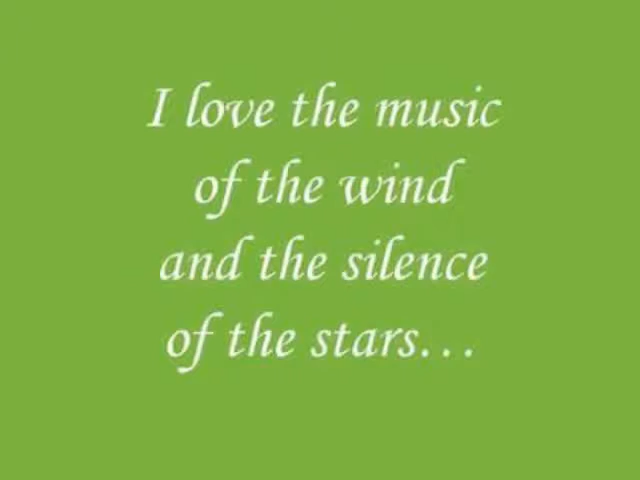 I love the music
of the wind
and the silence
of the stars…